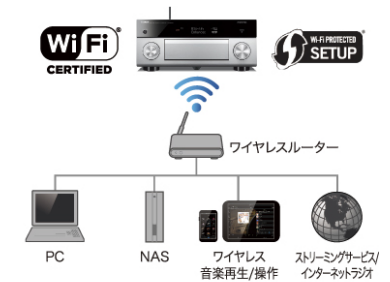 Wi Fi
CERTIFIED
WI-FI PROTECTED
SETUP
ワイヤレスルーター
PC
NAS
ワイヤレス
音楽再生/操作
ストリーミングサービス/
インターネットラジオ